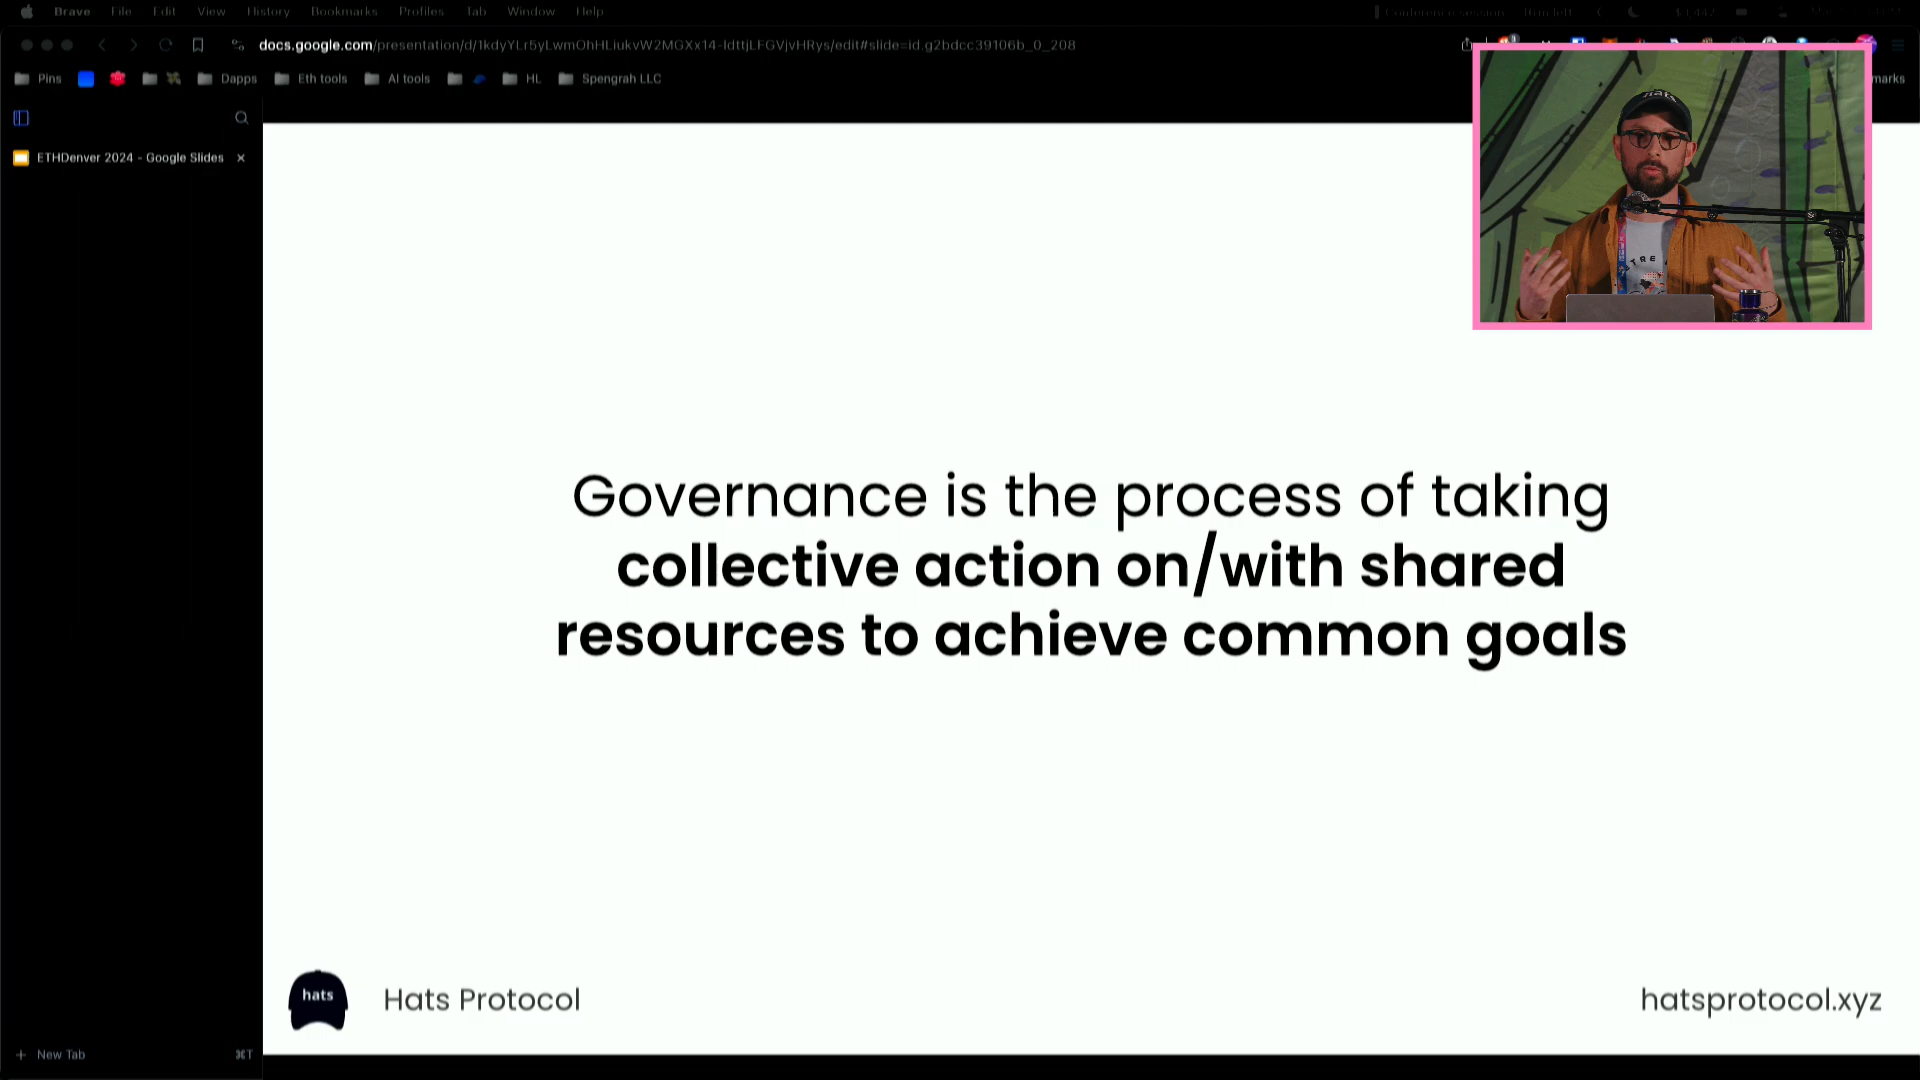 Brave File Edit View History Bookmarks Profiles Tab Window Help
Conference session
docs.google.com/presentation/d/1kdyYLr5yLwmOhHLiukvW2MGXx14-IdttjLFGVjvHRys/edit#slide=id.g2bdcc39106b_0_208
Pins Dapps Eth tools AI tools HL Spengrah LLC
marks
ETHDenver 2024 - Google Slides
hats
Governance is the process of taking
collective action on/with shared
resources to achieve common goals
hats Hats Protocol hatsprotocol.xyz
New Tab ⌘T